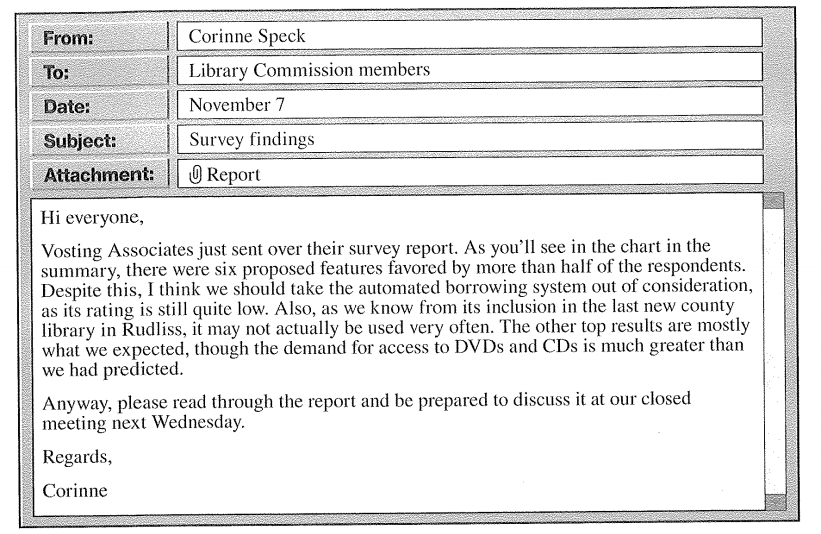 From: Corinne Speck
To: Library Commission members
Date: November 7
Subject: Survey findings
Attachment: Report
Hi everyone,
Vosting Associates just sent over their survey report. As you'll see in the chart in the
summary, there were six proposed features favored by more than half of the respondents.
Despite this, I think we should take the automated borrowing system out of consideration,
as its rating is still quite low. Also, as we know from its inclusion in the last new county
library in Rudliss, it may not actually be used very often. The other top results are mostly
what we expected, though the demand for access to DVDs and CDs is much greater than
we had predicted.
Anyway, please read through the report and be prepared to discuss it at our closed
meeting next Wednesday.
Regards,
Corinne